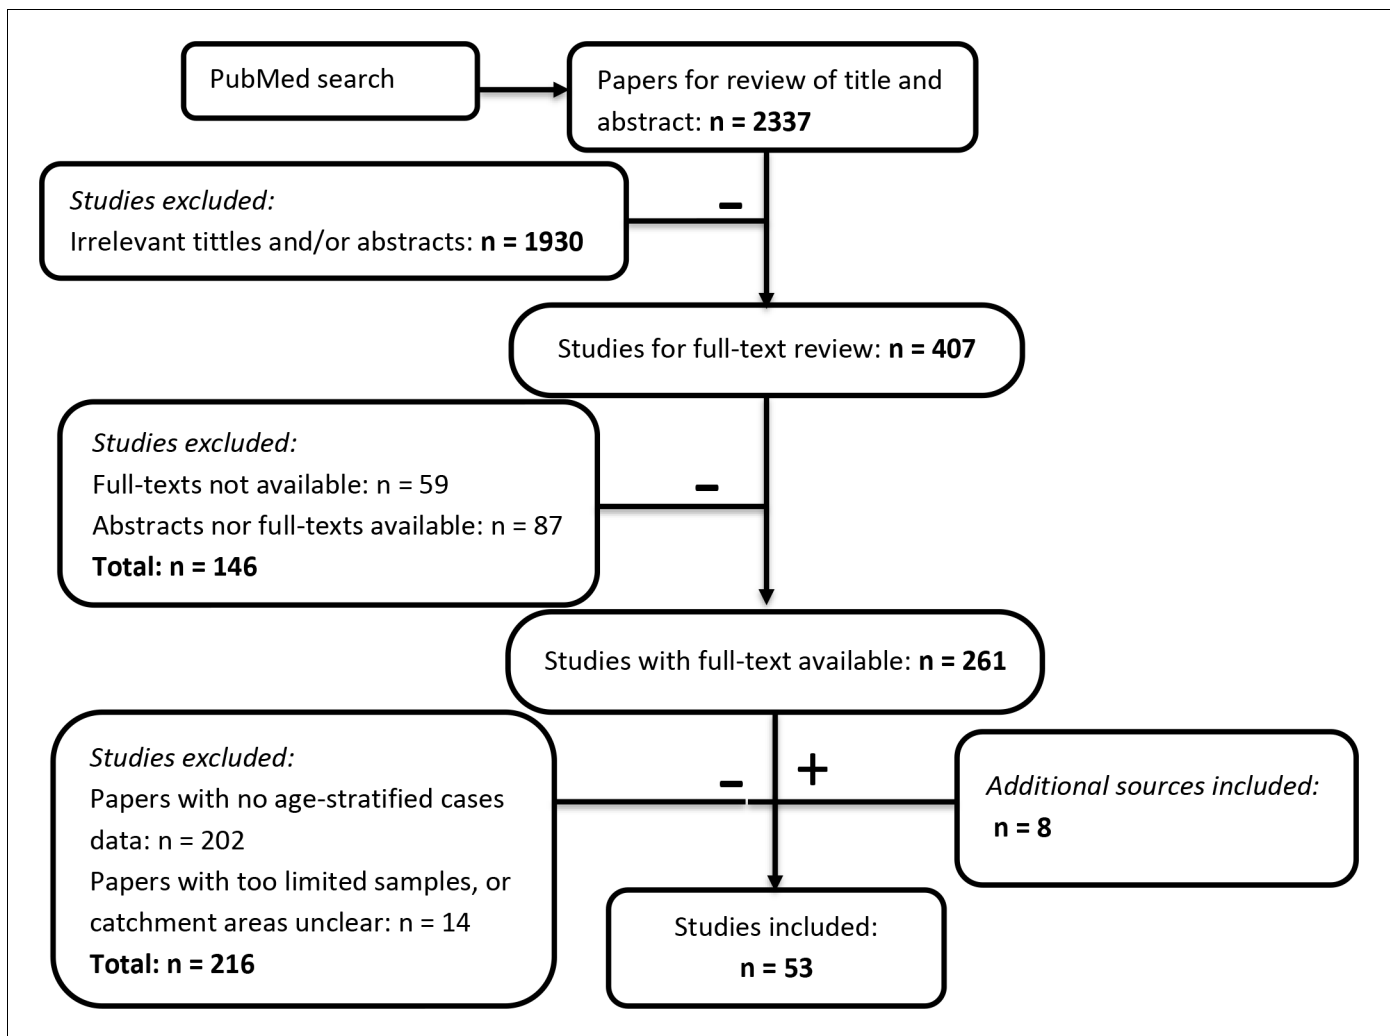 PubMed search
Papers for review of title and
abstract: n = 2337
Studies excluded:
Irrelevant tittles and/or abstracts: n = 1930
–
Studies for full-text review: n = 407
Studies excluded:
Full-texts not available: n = 59
Abstracts nor full-texts available: n = 87
Total: n = 146
–
Studies with full-text available: n = 261
Studies excluded:
Papers with no age-stratified cases
data: n = 202
Papers with too limited samples, or
catchment areas unclear: n = 14
Total: n = 216
– +
Additional sources included:
n = 8
Studies included:
n = 53